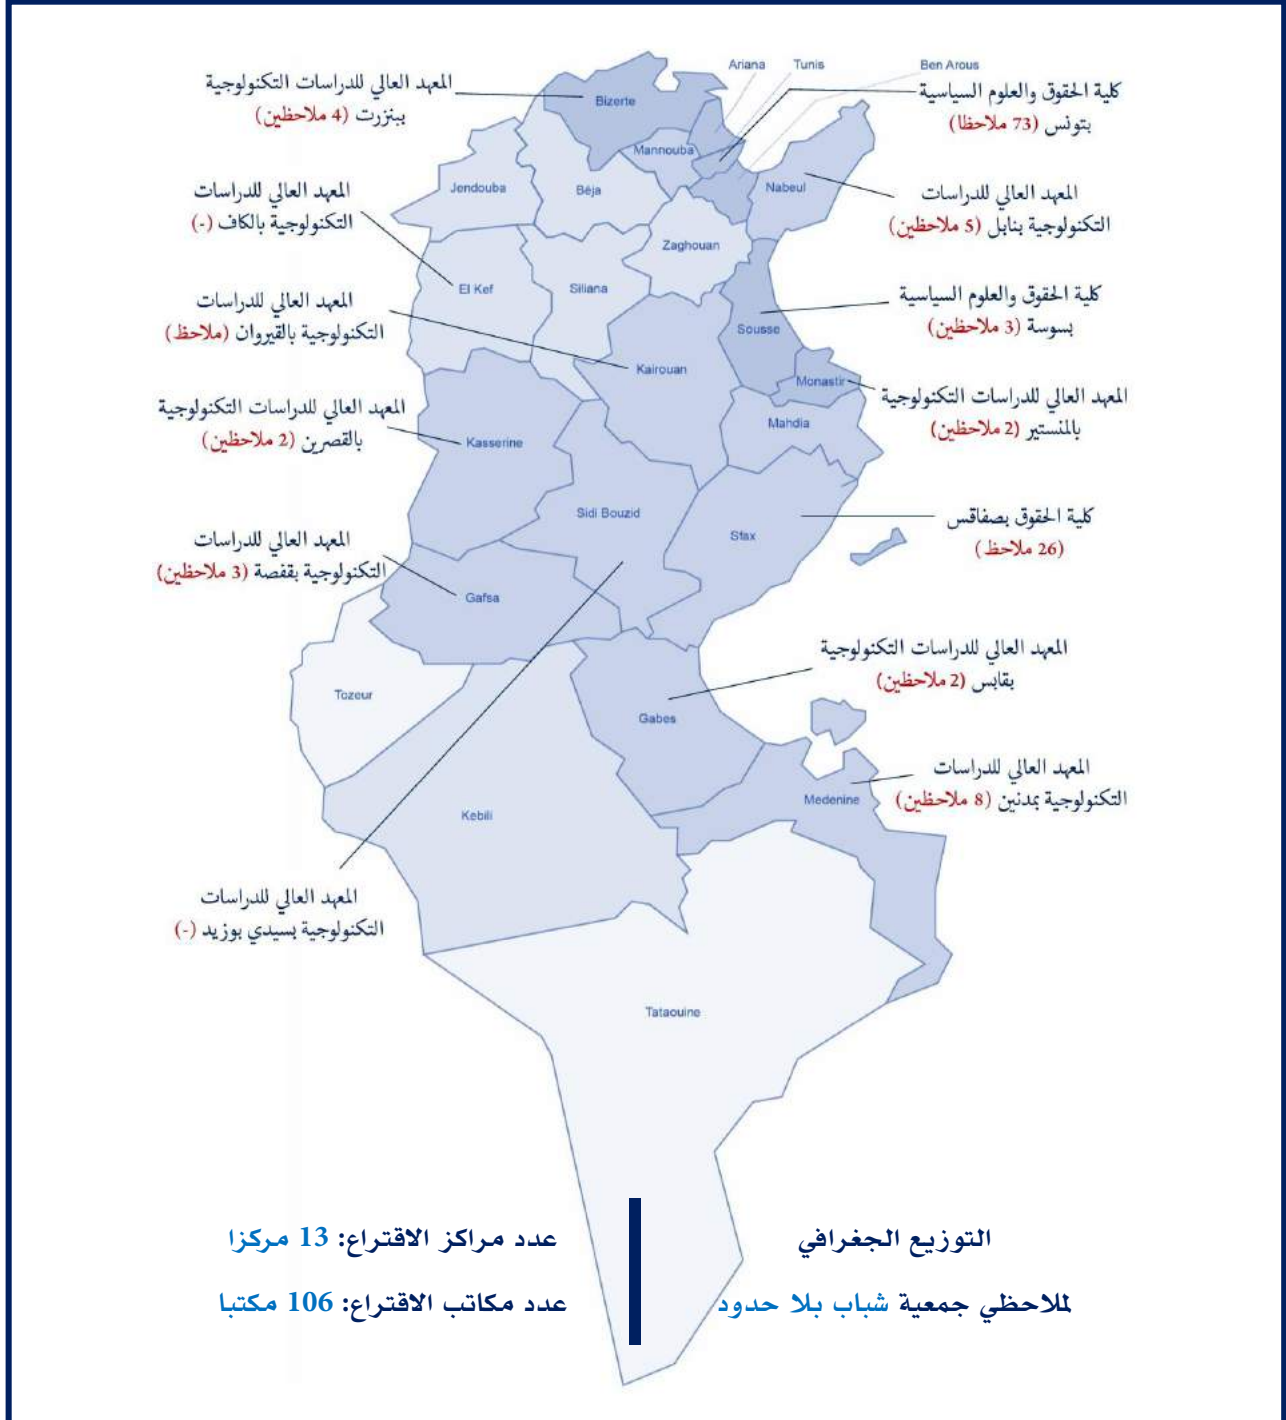 Ariana
Tunis
Ben Arous
المعهد العالي للدراسات التكنولوجية
ببنزرت (4 ملاحظين)
Bizerte
كلية الحقوق والعلوم السياسية
بتونس (73 ملاحظا)
Mannouba
المعهد العالي للدراسات
التكنولوجية بالكاف (-)
Jendouba
Béja
Nabeul
المعهد العالي للدراسات
التكنولوجية بنابل (5 ملاحظين)
Zaghouan
El Kef
Siliana
المعهد العالي للدراسات
التكنولوجية بالقيروان (ملاحظ)
كلية الحقوق والعلوم السياسية
بسوسة (3 ملاحظين)
Sousse
Kairouan
Monastir
المعهد العالي للدراسات التكنولوجية
بالمنستير (2 ملاحظين)
المعهد العالي للدراسات التكنولوجية
بالقصرين (2 ملاحظين)
Kasserine
Mahdia
Sidi Bouzid
Sfax
كلية الحقوق بصفاقس
(26 ملاحظ)
المعهد العالي للدراسات
التكنولوجية بقفصة (3 ملاحظين)
Gafsa
Tozeur
Gabes
المعهد العالي للدراسات التكنولوجية
بقابس (2 ملاحظين)
Kebili
Medenine
المعهد العالي للدراسات
التكنولوجية بمدنين (8 ملاحظين)
المعهد العالي للدراسات
التكنولوجية بسيدي بوزيد (-)
Tataouine
التوزيع الجغرافي
لملاحظي جمعية شباب بلا حدود
عدد مراكز الاقتراع: 13 مركزا
عدد مكاتب الاقتراع: 106 مكتبا